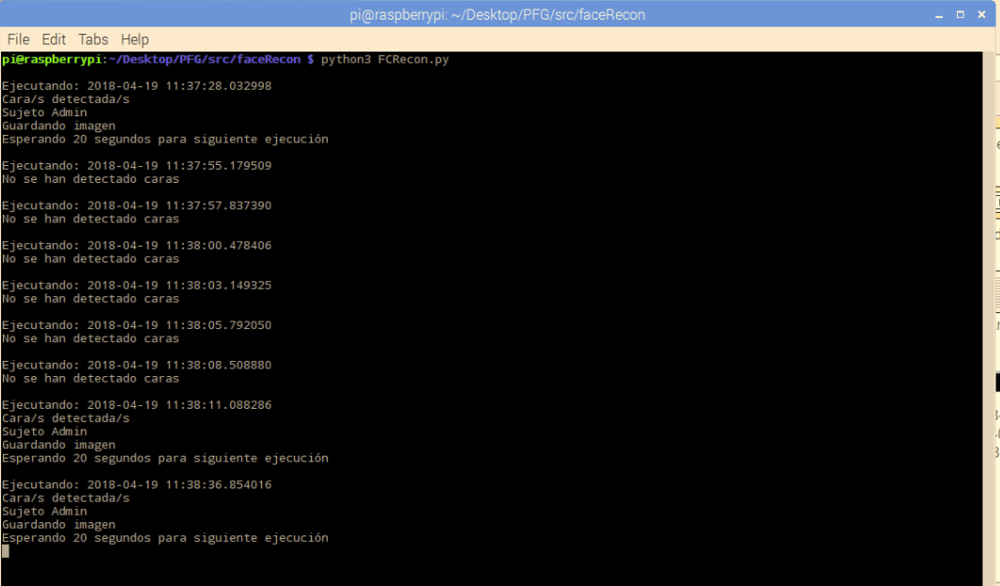 pi@raspberrypi: ~/Desktop/PFG/src/faceRecon
File Edit Tabs Help
pi@raspberrypi:~/Desktop/PFG/src/faceRecon $ python3 FCRecon.py
Ejecutando: 2018-04-19 11:37:28.032998
Cara/s detectada/s
Sujeto Admin
Guardando imagen
Esperando 20 segundos para siguiente ejecución
Ejecutando: 2018-04-19 11:37:55.179509
No se han detectado caras
Ejecutando: 2018-04-19 11:37:57.837390
No se han detectado caras
Ejecutando: 2018-04-19 11:38:00.478406
No se han detectado caras
Ejecutando: 2018-04-19 11:38:03.149325
No se han detectado caras
Ejecutando: 2018-04-19 11:38:05.792050
No se han detectado caras
Ejecutando: 2018-04-19 11:38:08.508880
No se han detectado caras
Ejecutando: 2018-04-19 11:38:11.088286
Cara/s detectada/s
Sujeto Admin
Guardando imagen
Esperando 20 segundos para siguiente ejecución
Ejecutando: 2018-04-19 11:38:36.854016
Cara/s detectada/s
Sujeto Admin
Guardando imagen
Esperando 20 segundos para siguiente ejecución